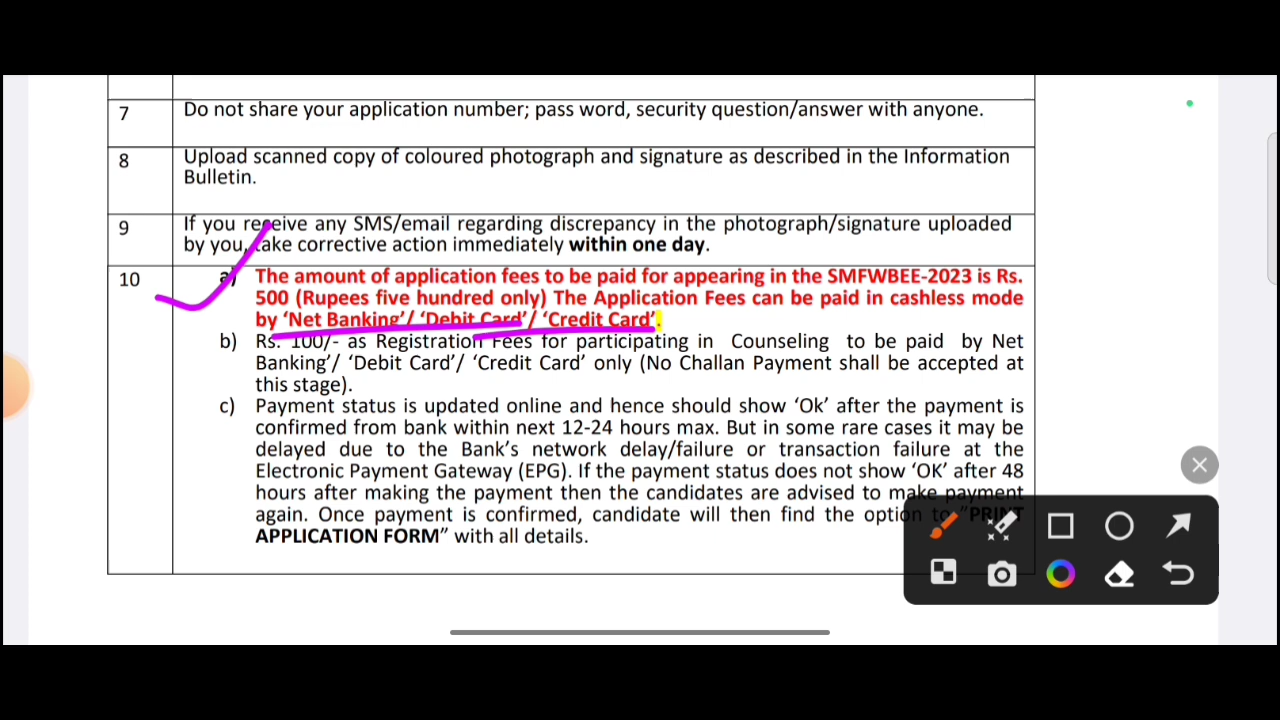 7
Do not share your application number; pass word, security question/answer with anyone.
8
Upload scanned copy of coloured photograph and signature as described in the Information
Bulletin.
9
If you receive any SMS/email regarding discrepancy in the photograph/signature uploaded
by you, take corrective action immediately within one day.
10
a) The amount of application fees to be paid for appearing in the SMFWBEE-2023 is Rs.
500 (Rupees five hundred only) The Application Fees can be paid in cashless mode
by ‘Net Banking’/ ‘Debit Card’/ ‘Credit Card’.
b) Rs. 100/- as Registration Fees for participating in Counseling to be paid by Net
Banking’/ ‘Debit Card’/ ‘Credit Card’ only (No Challan Payment shall be accepted at
this stage).
c) Payment status is updated online and hence should show ‘Ok’ after the payment is
confirmed from bank within next 12-24 hours max. But in some rare cases it may be
delayed due to the Bank’s network delay/failure or transaction failure at the
Electronic Payment Gateway (EPG). If the payment status does not show ‘OK’ after 48
hours after making the payment then the candidates are advised to make payment
again. Once payment is confirmed, candidate will then find the option to “PRINT
APPLICATION FORM” with all details.